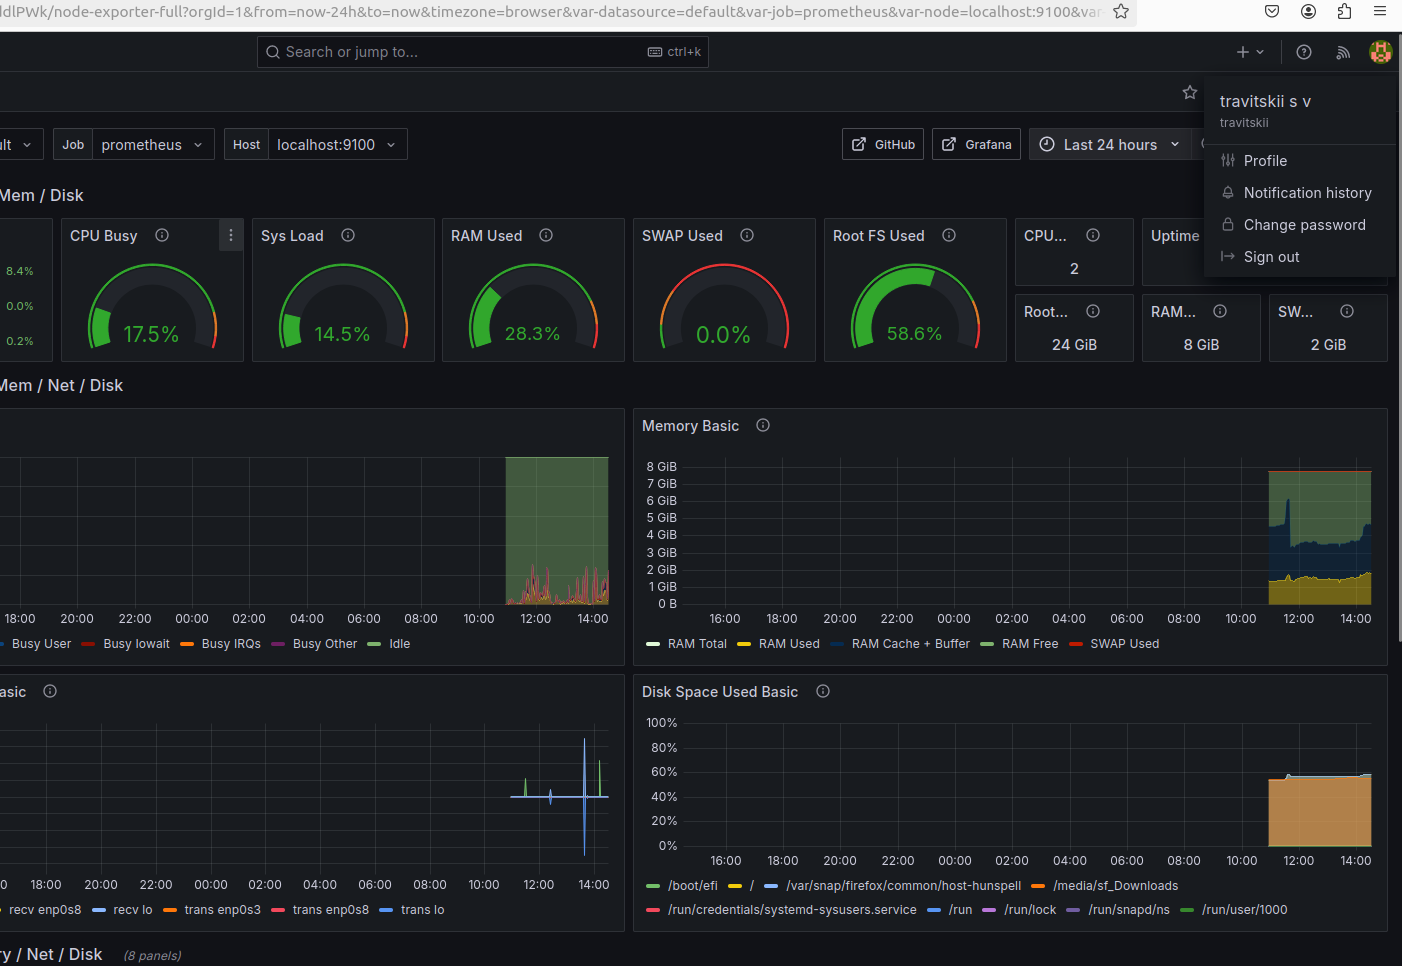 ddlPWk/node-exporter-full?orgId=1&from=now-24h&to=now&timezone=browser&var-datasource=default&var-job=prometheus&var-node=localhost:9100&var
Search or jump to... ctrl+k
travitskii s v
travitskii
Profile
Notification history
Change password
Sign out
ult Job prometheus Host localhost:9100 GitHub Grafana Last 24 hours
Mem / Disk
8.4%
0.0%
0.2%
CPU Busy
17.5%
Sys Load
14.5%
RAM Used
28.3%
SWAP Used
0.0%
Root FS Used
58.6%
CPU...
2
Uptime
Root...
24 GiB
RAM...
8 GiB
SW...
2 GiB
Mem / Net / Disk
18:00 20:00 22:00 00:00 02:00 04:00 06:00 08:00 10:00 12:00 14:00
Busy User Busy Iowait Busy IRQs Busy Other Idle
Memory Basic
8 GiB
7 GiB
6 GiB
5 GiB
4 GiB
3 GiB
2 GiB
1 GiB
0 B
16:00 18:00 20:00 22:00 00:00 02:00 04:00 06:00 08:00 10:00 12:00 14:00
RAM Total RAM Used RAM Cache + Buffer RAM Free SWAP Used
asic
0 18:00 20:00 22:00 00:00 02:00 04:00 06:00 08:00 10:00 12:00 14:00
recv enp0s8 recv lo trans enp0s3 trans enp0s8 trans lo
Disk Space Used Basic
100%
80%
60%
40%
20%
0%
16:00 18:00 20:00 22:00 00:00 02:00 04:00 06:00 08:00 10:00 12:00 14:00
/boot/efi / /var/snap/firefox/common/host-hunspell /media/sf_Downloads
/run/credentials/systemd-sysusers.service /run /run/lock /run/snapd/ns /run/user/1000
ry / Net / Disk (8 panels)